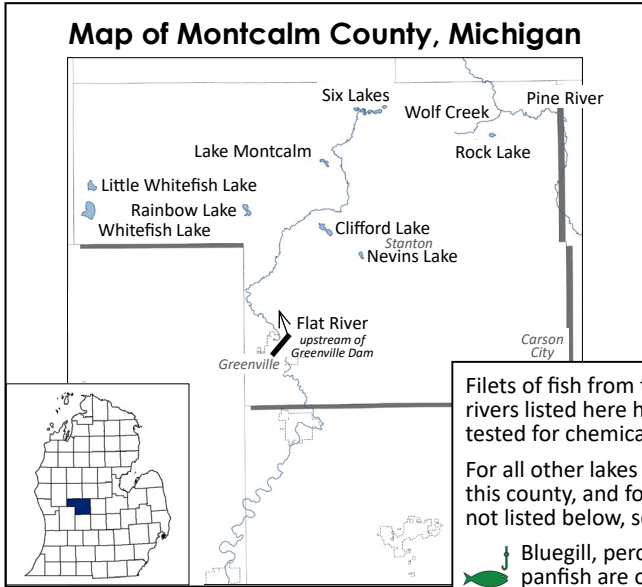 Map of Montcalm County, Michigan
Six Lakes
Pine River
Wolf Creek
Lake Montcalm
Rock Lake
Little Whitefish Lake
Rainbow Lake
Whitefish Lake
Clifford Lake
Stanton
Nevins Lake
Flat River
upstream of
Greenville Dam
Greenville
Carson
City
Filets of fish from
rivers listed here
tested for
For all other lakes
this county, and
not listed below,
Bluegill,
panfish are